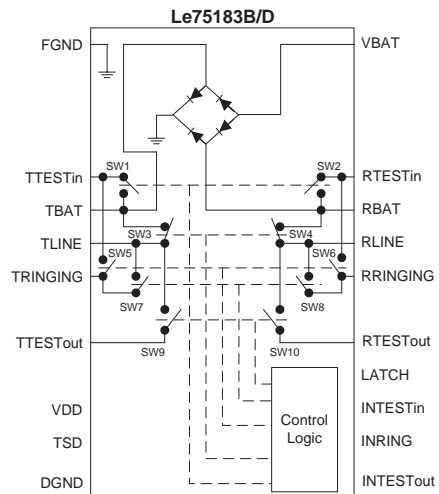 Le75183B/D
FGND
VBAT
SW1
SW2
TTESTin
RTESTin
TBAT
RBAT
SW3
SW4
TLINE
RLINE
SW5
SW6
TRINGING
RRINGING
SW7
SW8
TTESTout
RTESTout
SW9
SW10
LATCH
VDD
INTESTin
Control
Logic
TSD
INRING
DGND
INTESTout